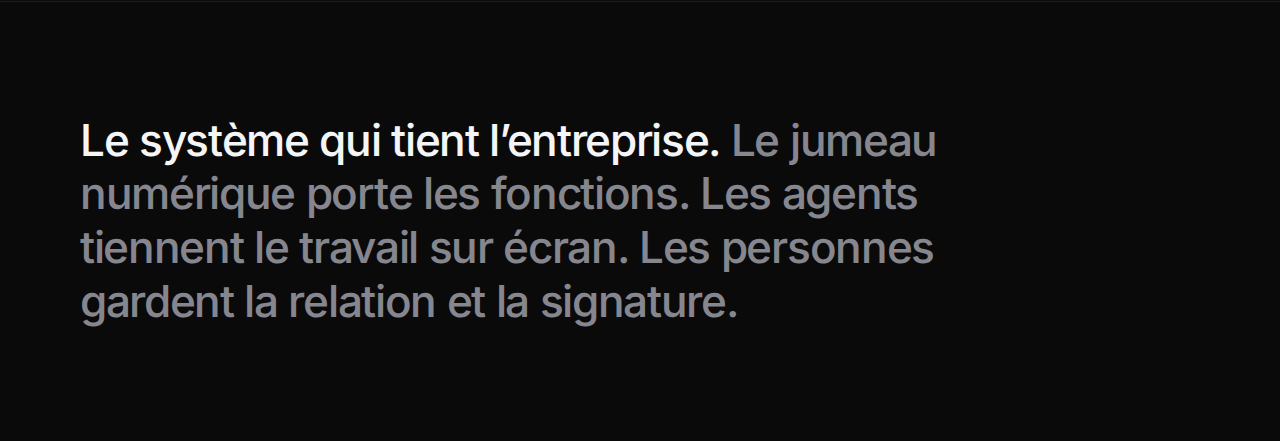 Le système qui tient l’entreprise. Le jumeau
numérique porte les fonctions. Les agents
tiennent le travail sur écran. Les personnes
gardent la relation et la signature.